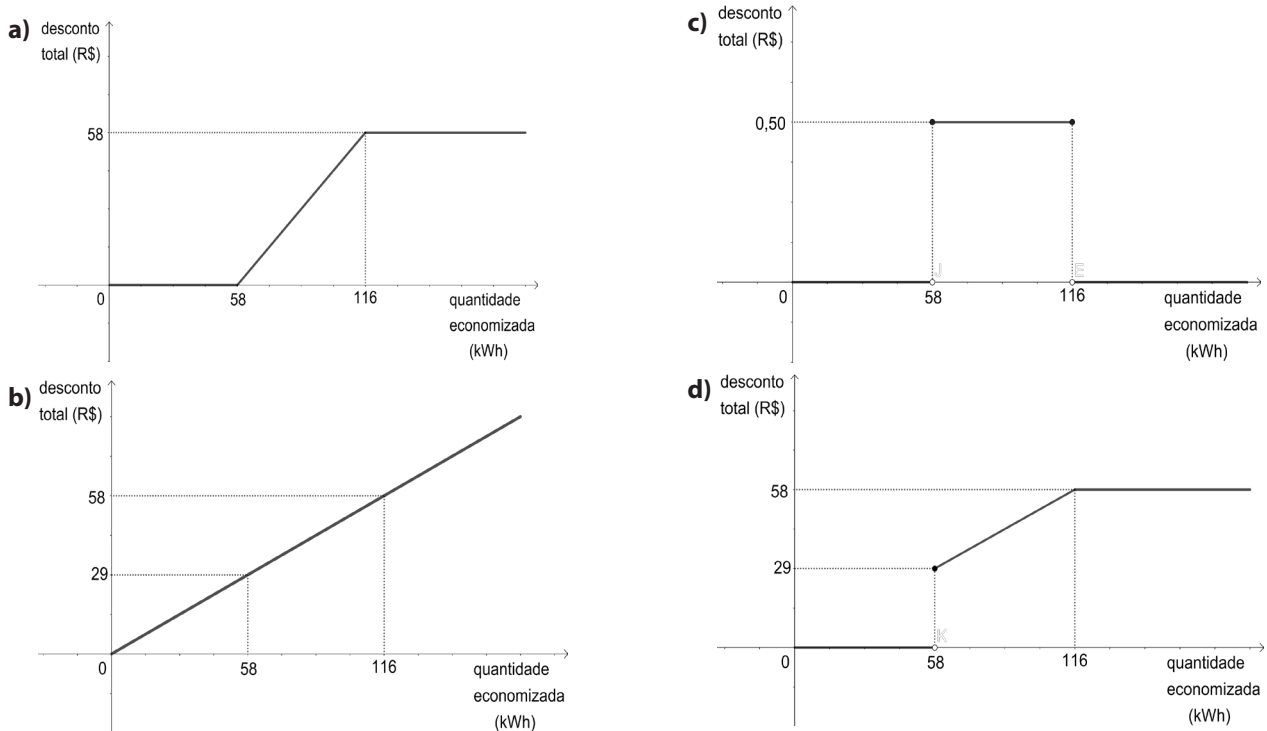 a)
desconto
total (R$)
58
0
58
116
quantidade
economizada
(kWh)
b)
desconto
total (R$)
58
29
0
58
116
quantidade
economizada
(kWh)
c)
desconto
total (R$)
0,50
J
E
0
58
116
quantidade
economizada
(kWh)
d)
desconto
total (R$)
58
29
K
0
58
116
quantidade
economizada
(kWh)